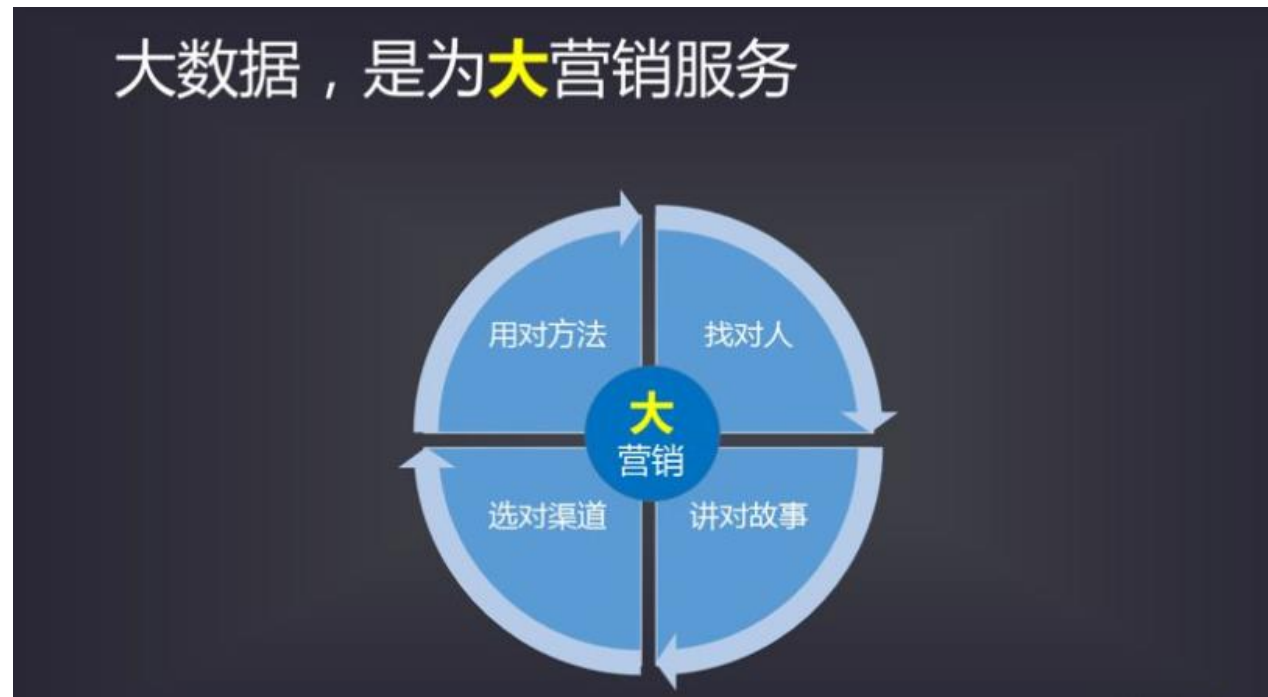 大数据，是为大营销服务
用对方法
找对人
大
营销
选对渠道
讲对故事